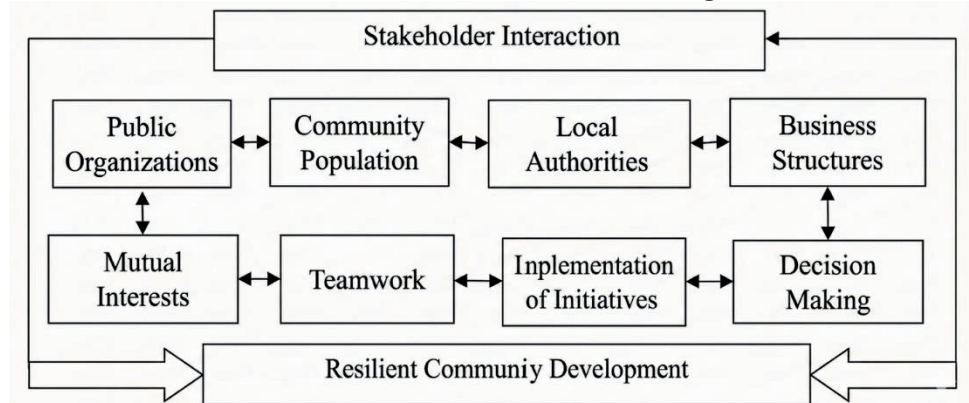 Stakeholder Interaction
Public
Organizations
Community
Population
Local
Authorities
Business
Structures
Mutual
Interests
Teamwork
Inplementation
of Initiatives
Decision
Making
Resilient Communiy Development